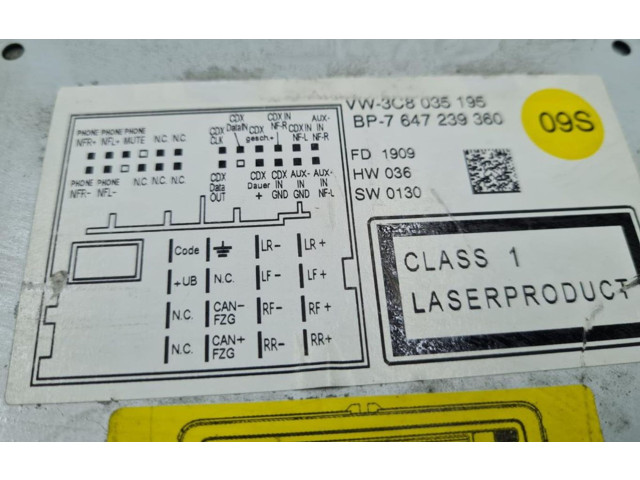 VW-3C8 035 195
BP-7 647 239 360
09S
FD 1909
HW 036
SW 0130
CLASS 1
LASERPRODUCT
PHONE NFR+ PHONE NFL+ PHONE MUTE N.C. N.C.
PHONE NFR- PHONE NFL- N.C. N.C. N.C.
CDX CLK CDX DataIN CDX gesch.+ CDX IN NF-R CDX IN NF-L AUX- IN NF-R
CDX Data OUT CDX Dauer + CDX IN GND AUX- IN GND AUX- IN NF-L
Code LR- LR+
+UB N.C. LF- LF+
N.C. CAN- FZG RF- RF+
N.C. CAN+ FZG RR- RR+